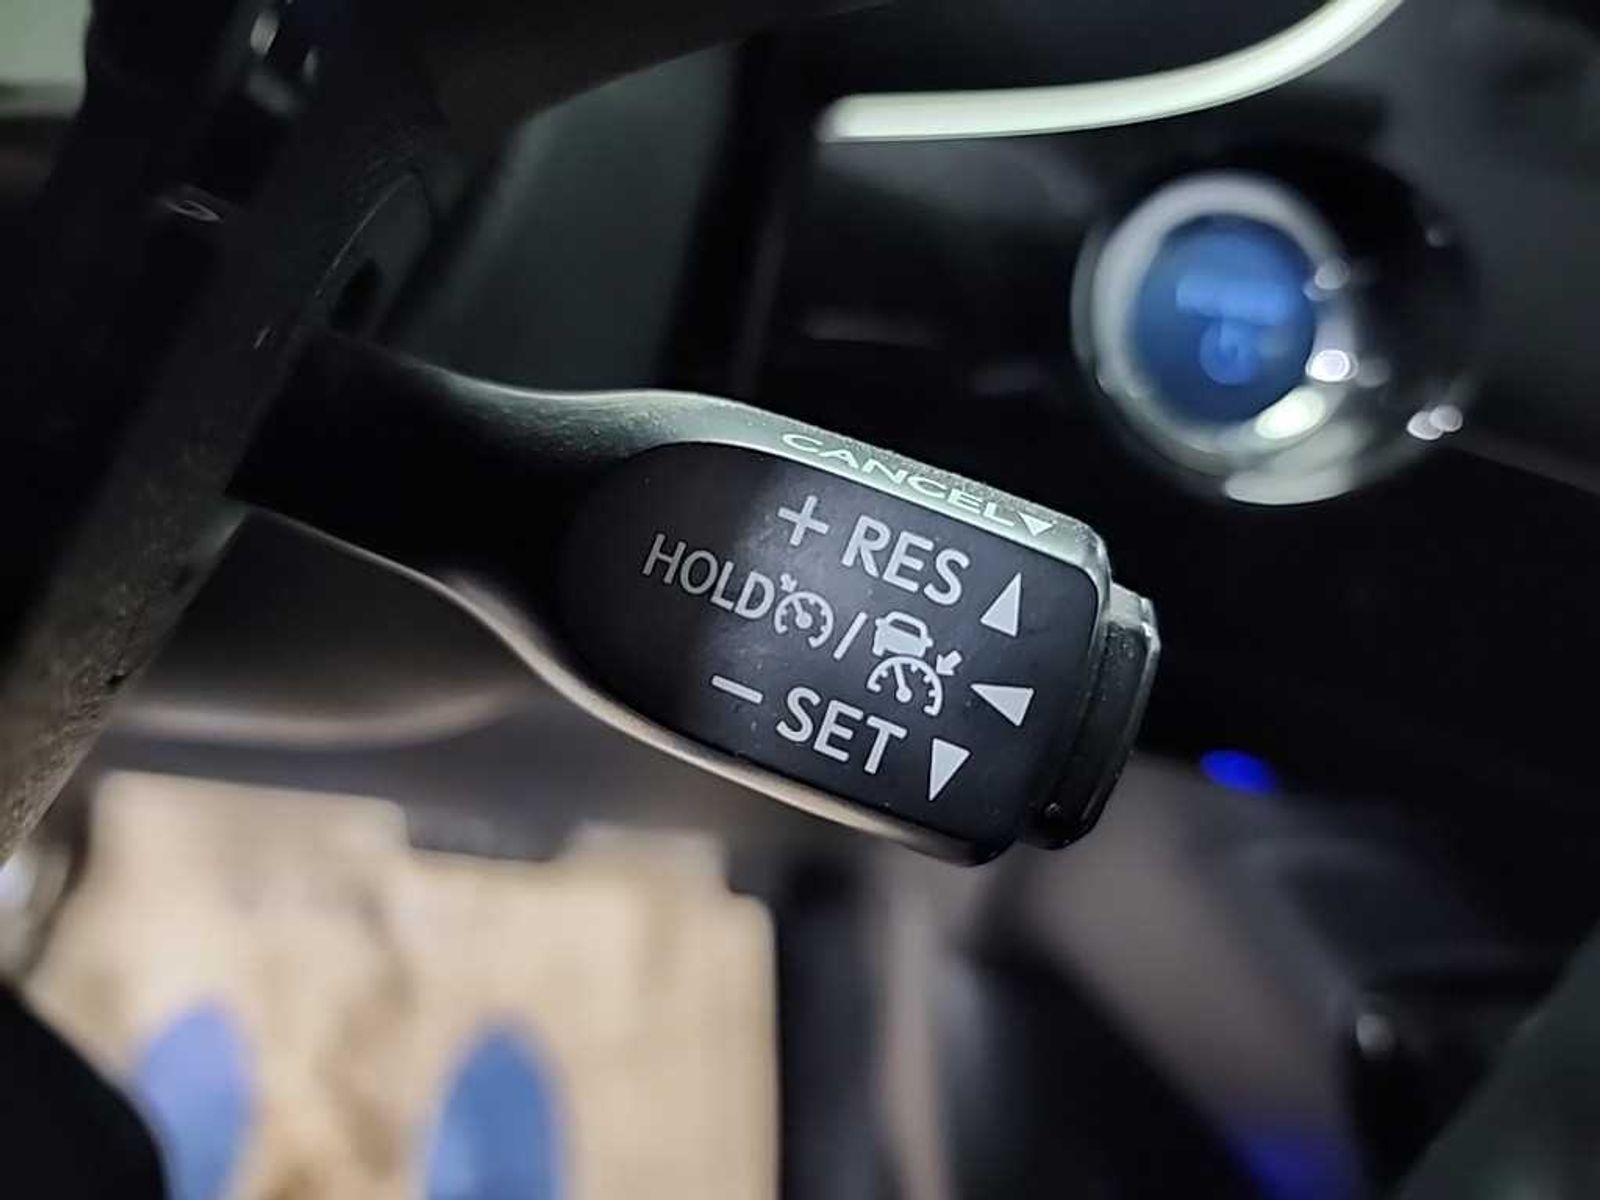 CANCEL
+ RES
HOLD /
− SET